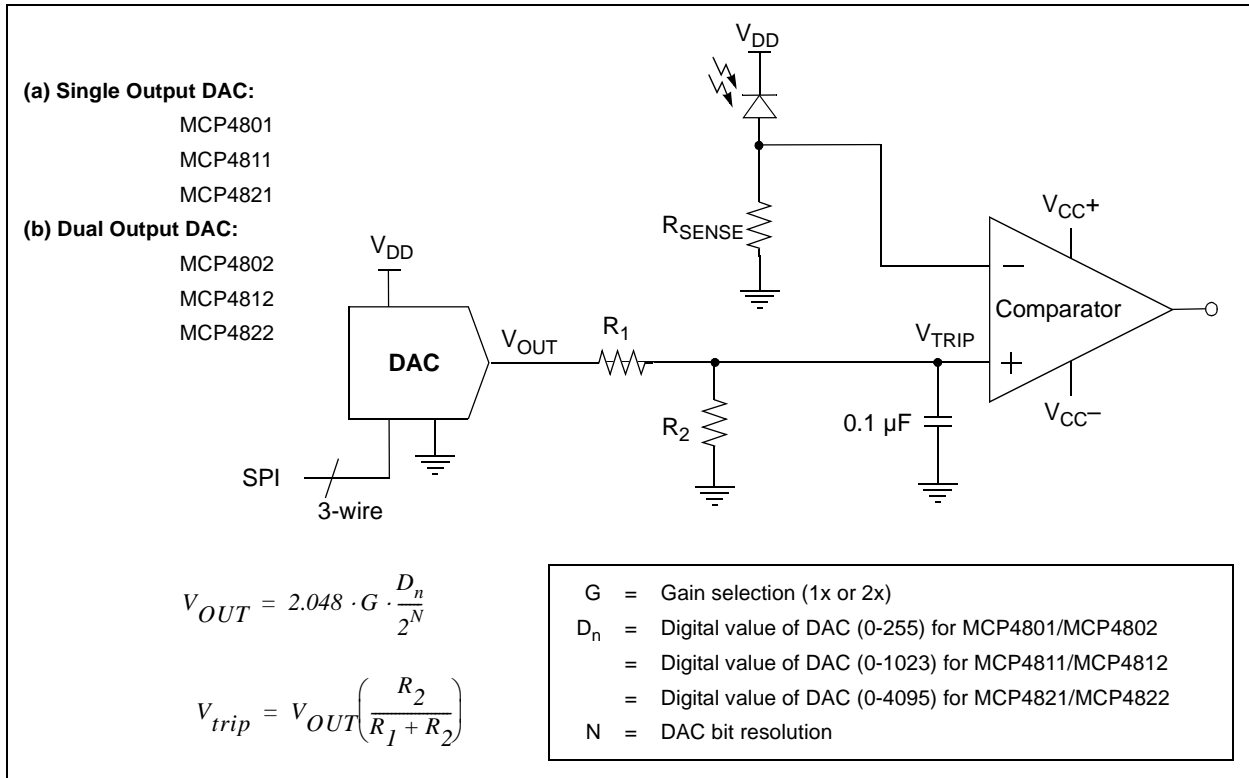 (a) Single Output DAC:
MCP4801
MCP4811
MCP4821
(b) Dual Output DAC:
MCP4802
MCP4812
MCP4822
V_DD
R_SENSE
V_CC+
−
Comparator
+
V_CC−
V_DD
DAC
V_OUT
R_1
V_TRIP
R_2
0.1 µF
SPI
3-wire
V_OUT = 2.048 · G · D_n / 2^N
V_trip = V_OUT ( R_2 / R_1 + R_2 )
G = Gain selection (1x or 2x)
D_n = Digital value of DAC (0-255) for MCP4801/MCP4802
= Digital value of DAC (0-1023) for MCP4811/MCP4812
= Digital value of DAC (0-4095) for MCP4821/MCP4822
N = DAC bit resolution